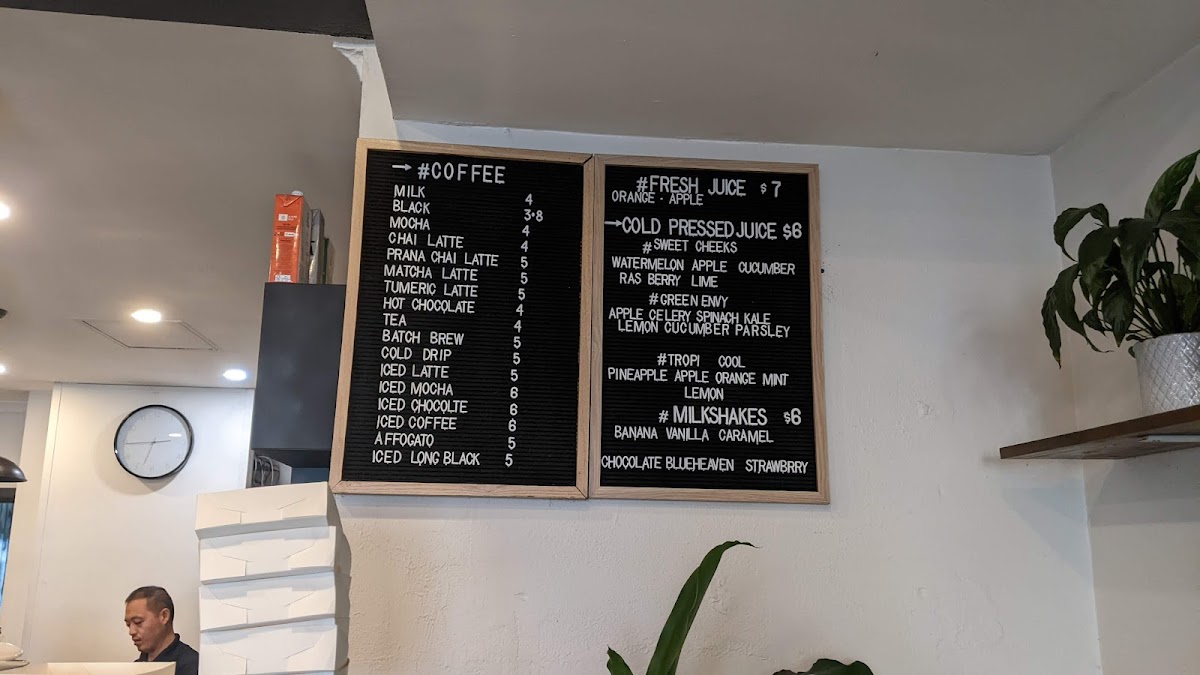 → #COFFEE
MILK 4
BLACK 3•8
MOCHA 4
CHAI LATTE 4
PRANA CHAI LATTE 5
MATCHA LATTE 5
TUMERIC LATTE 5
HOT CHOCOLATE 4
TEA 4
BATCH BREW 5
COLD DRIP 5
ICED LATTE 5
ICED MOCHA 6
ICED CHOCOLTE 6
ICED COFFEE 6
AFFOGATO 5
ICED LONG BLACK 5
#FRESH JUICE $7
ORANGE - APPLE
→COLD PRESSED JUICE $6
#SWEET CHEEKS
WATERMELON APPLE CUCUMBER
RAS BERRY LIME
#GREEN ENVY
APPLE CELERY SPINACH KALE
LEMON CUCUMBER PARSLEY
#TROPI COOL
PINEAPPLE APPLE ORANGE MINT
LEMON
# MILKSHAKES $6
BANANA VANILLA CARAMEL
CHOCOLATE BLUEHEAVEN STRAWBRRY